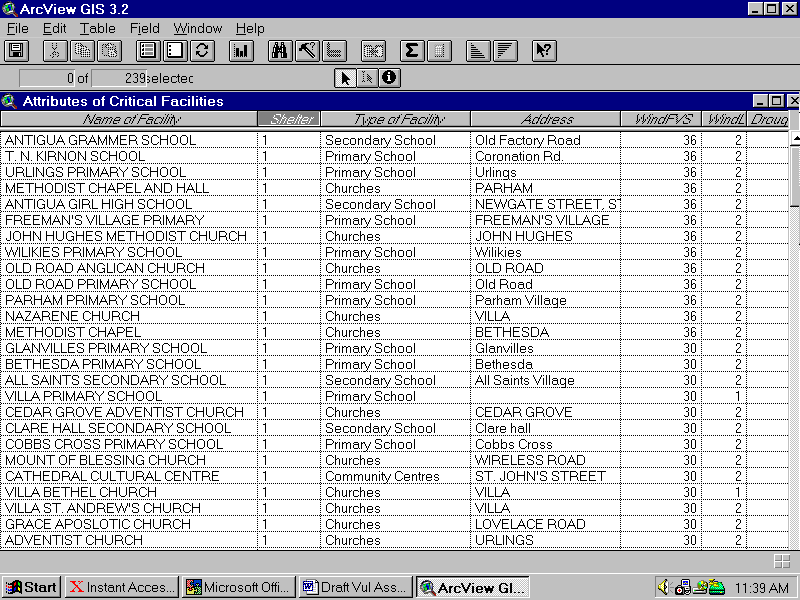 ArcView GIS 3.2
File Edit Table Field Window Help
0 of 239 selected
Attributes of Critical Facilities
Name of Facility Shelter Type of Facility Address WindFVS WindL Droug
ANTIGUA GRAMMER SCHOOL 1 Secondary School Old Factory Road 36 2
T. N. KIRNON SCHOOL 1 Primary School Coronation Rd. 36 2
URLINGS PRIMARY SCHOOL 1 Primary School Urlings 36 2
METHODIST CHAPEL AND HALL 1 Churches PARHAM 36 2
ANTIGUA GIRL HIGH SCHOOL 1 Secondary School NEWGATE STREET, ST 36 2
FREEMAN'S VILLAGE PRIMARY 1 Primary School FREEMAN'S VILLAGE 36 2
JOHN HUGHES METHODIST CHURCH 1 Churches JOHN HUGHES 36 2
WILIKIES PRIMARY SCHOOL 1 Primary School Wilikies 36 2
OLD ROAD ANGLICAN CHURCH 1 Churches OLD ROAD 36 2
OLD ROAD PRIMARY SCHOOL 1 Primary School Old Road 36 2
PARHAM PRIMARY SCHOOL 1 Primary School Parham Village 36 2
NAZARENE CHURCH 1 Churches VILLA 36 2
METHODIST CHAPEL 1 Churches BETHESDA 36 2
GLANVILLES PRIMARY SCHOOL 1 Primary School Glanvilles 30 2
BETHESDA PRIMARY SCHOOL 1 Primary School Bethesda 30 2
ALL SAINTS SECONDARY SCHOOL 1 Secondary School All Saints Village 30 2
VILLA PRIMARY SCHOOL 1 Primary School 30 1
CEDAR GROVE ADVENTIST CHURCH 1 Churches CEDAR GROVE 30 2
CLARE HALL SECONDARY SCHOOL 1 Secondary School Clare hall 30 2
COBBS CROSS PRIMARY SCHOOL 1 Primary School Cobbs Cross 30 2
MOUNT OF BLESSING CHURCH 1 Churches WIRELESS ROAD 30 2
CATHEDRAL CULTURAL CENTRE 1 Community Centres ST. JOHN'S STREET 30 2
VILLA BETHEL CHURCH 1 Churches VILLA 30 1
VILLA ST. ANDREW'S CHURCH 1 Churches VILLA 30 2
GRACE APOSLOTIC CHURCH 1 Churches LOVELACE ROAD 30 2
ADVENTIST CHURCH 1 Churches URLINGS 30 2
Start Instant Acces... Microsoft Offi... Draft Vul Ass... ArcView GI... 11:39 AM